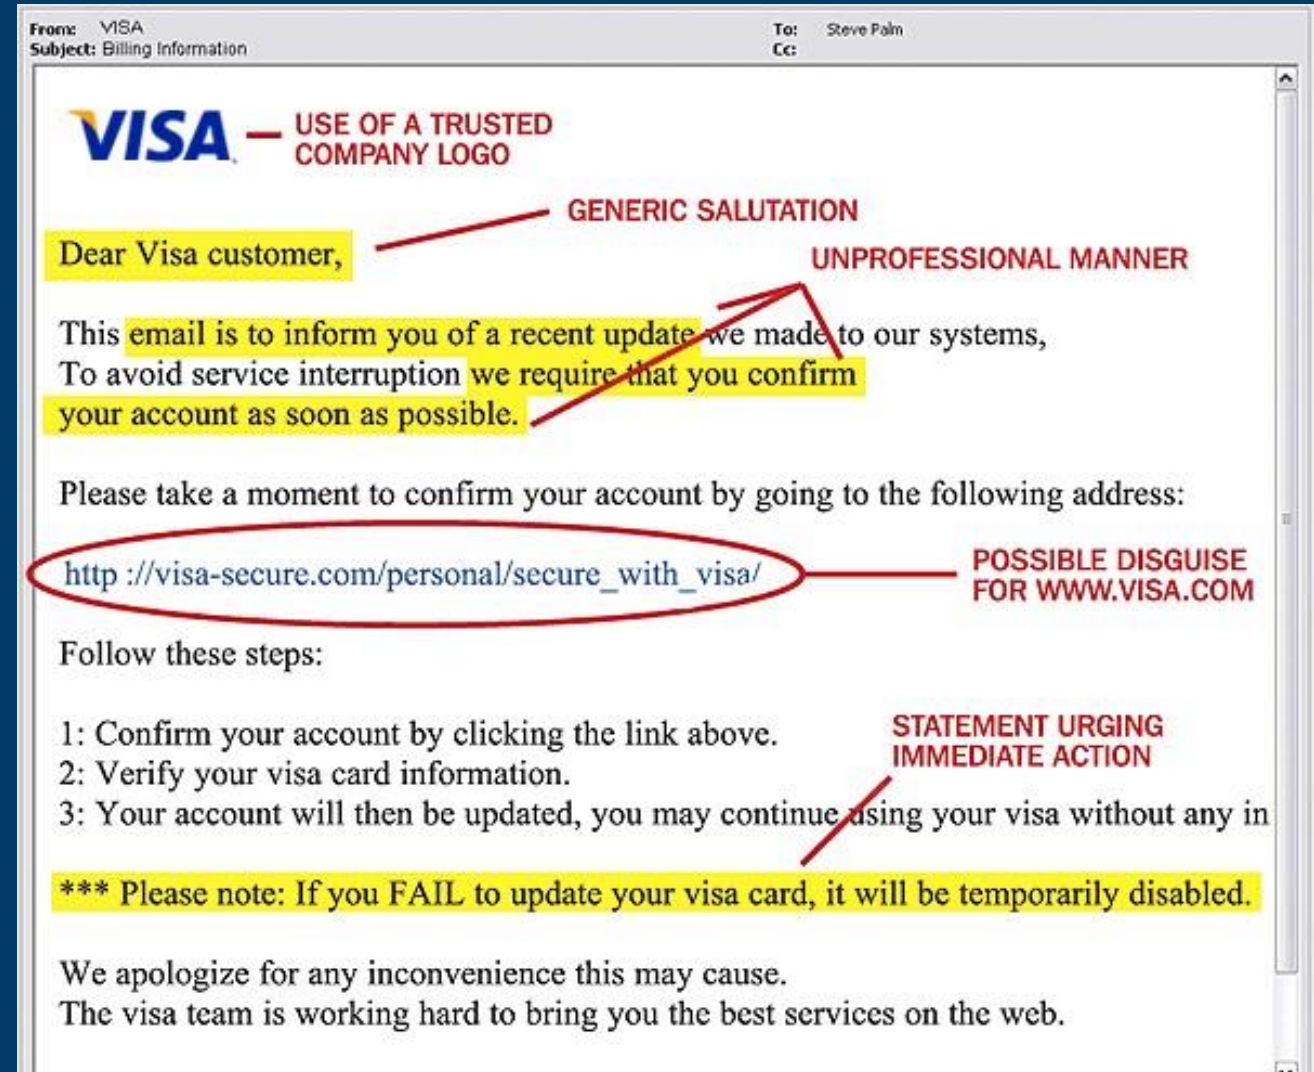 From: VISA To: Steve Palm
Subject: Billing Information Cc:
VISA
USE OF A TRUSTED
COMPANY LOGO
GENERIC SALUTATION
Dear Visa customer,
UNPROFESSIONAL MANNER
This email is to inform you of a recent update we made to our systems,
To avoid service interruption we require that you confirm
your account as soon as possible.
Please take a moment to confirm your account by going to the following address:
http ://visa-secure.com/personal/secure_with_visa/
POSSIBLE DISGUISE
FOR WWW.VISA.COM
Follow these steps:
STATEMENT URGING
IMMEDIATE ACTION
1: Confirm your account by clicking the link above.
2: Verify your visa card information.
3: Your account will then be updated, you may continue using your visa without any in
*** Please note: If you FAIL to update your visa card, it will be temporarily disabled.
We apologize for any inconvenience this may cause.
The visa team is working hard to bring you the best services on the web.